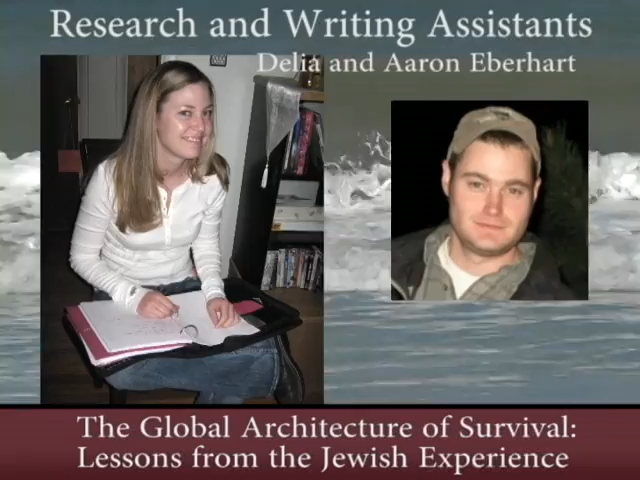 Research and Writing Assistants
Delia and Aaron Eberhart
The Global Architecture of Survival:
Lessons from the Jewish Experience